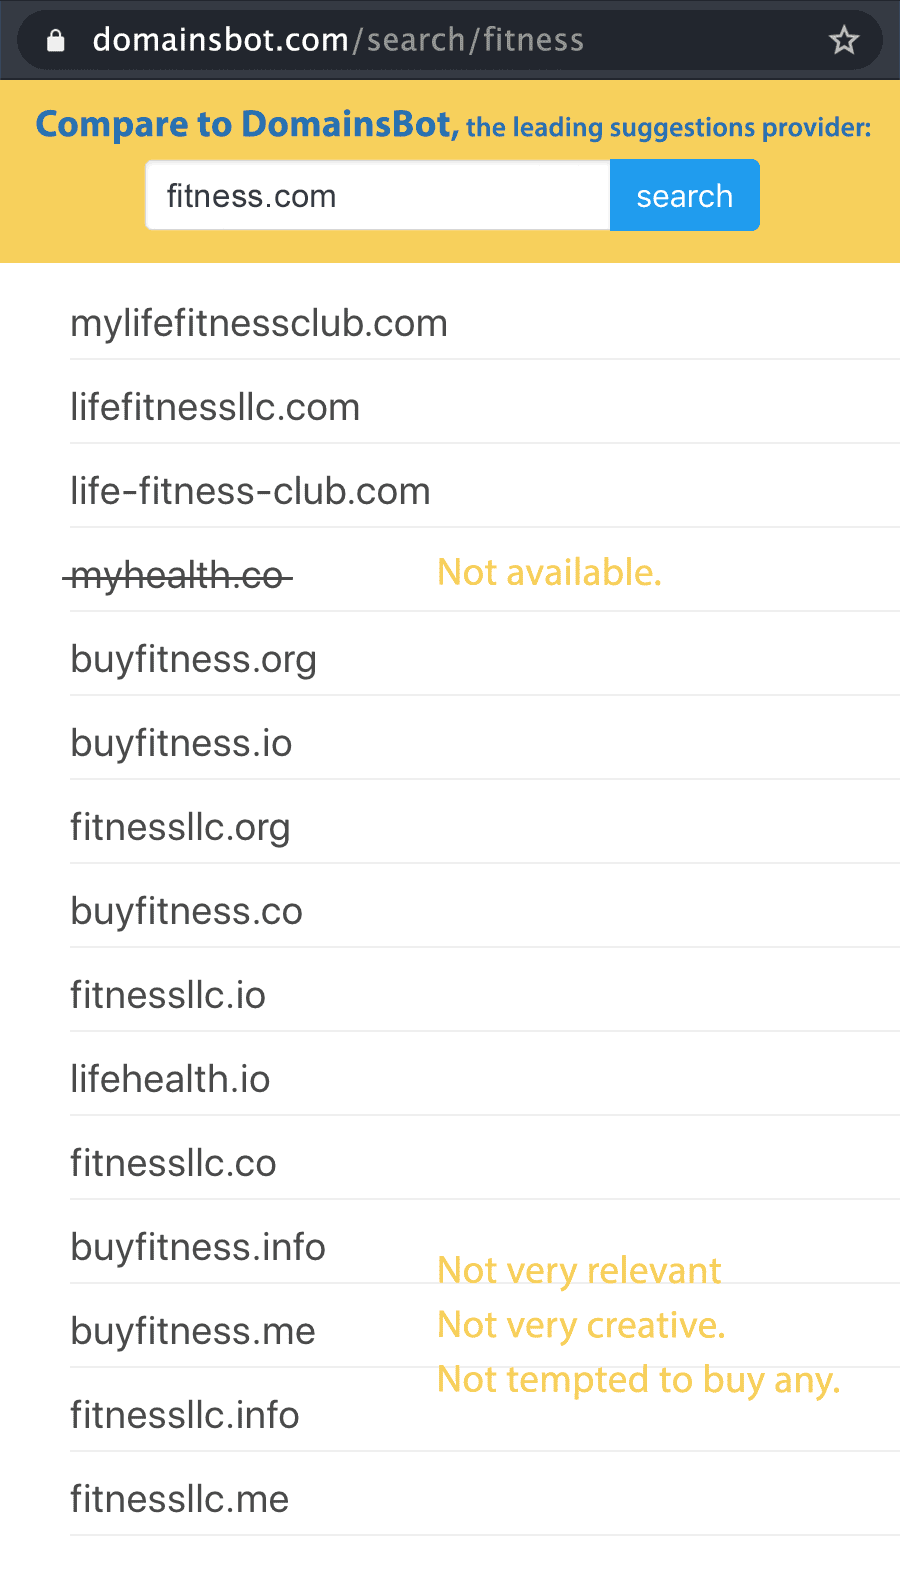 domainsbot.com/search/fitness
Compare to DomainsBot, the leading suggestions provider:
fitness.com search
mylifefitnessclub.com
lifefitnessllc.com
life-fitness-club.com
myhealth.co Not available.
buyfitness.org
buyfitness.io
fitnessllc.org
buyfitness.co
fitnessllc.io
lifehealth.io
fitnessllc.co
buyfitness.info
Not very relevant
buyfitness.me Not very creative.
Not tempted to buy any.
fitnessllc.info
fitnessllc.me